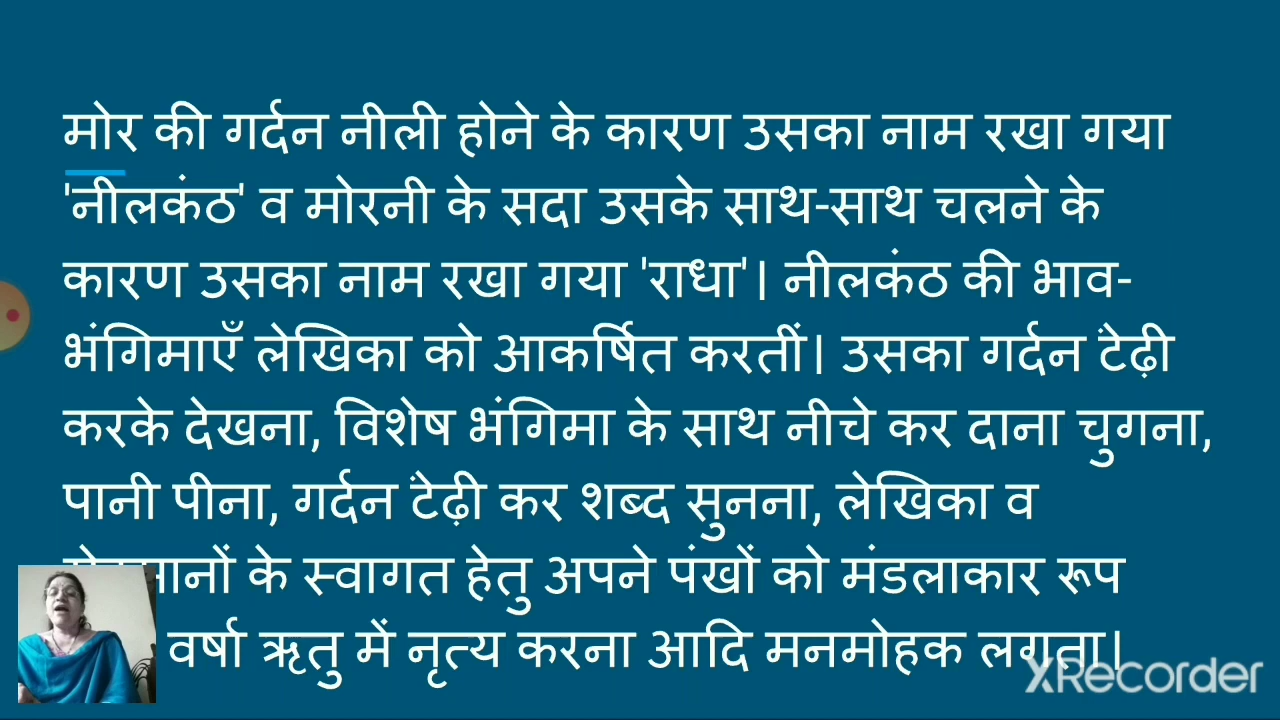 मोर की गर्दन नीली होने के कारण उसका नाम रखा गया
'नीलकंठ' व मोरनी के सदा उसके साथ-साथ चलने के
कारण उसका नाम रखा गया 'राधा'। नीलकंठ की भाव-
भंगिमाएँ लेखिका को आकर्षित करतीं। उसका गर्दन टेढ़ी
करके देखना, विशेष भंगिमा के साथ नीचे कर दाना चुगना,
पानी पीना, गर्दन टेढ़ी कर शब्द सुनना, लेखिका व
के स्वागत हेतु अपने पंखों को मंडलाकार रूप
वर्षा ऋतु में नृत्य करना आदि मनमोहक लगता।
XRecorder